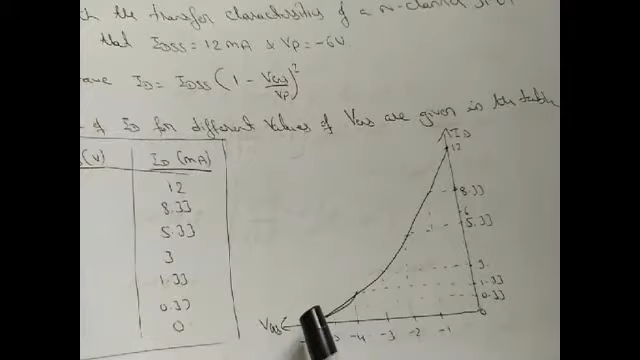 the transfer characteristics of a n-channel
that IDSS = 12 mA & VP = -6V
ID = IDSS (1 - VGS/VP)²
of ID for different values of VGS are given in the table
(V) ID (mA)
12
8.33
5.33
3
1.33
0.33
0
ID
12
8.33
6
5.33
3
1.33
0.33
0
VGS
-4 -3 -2 -1